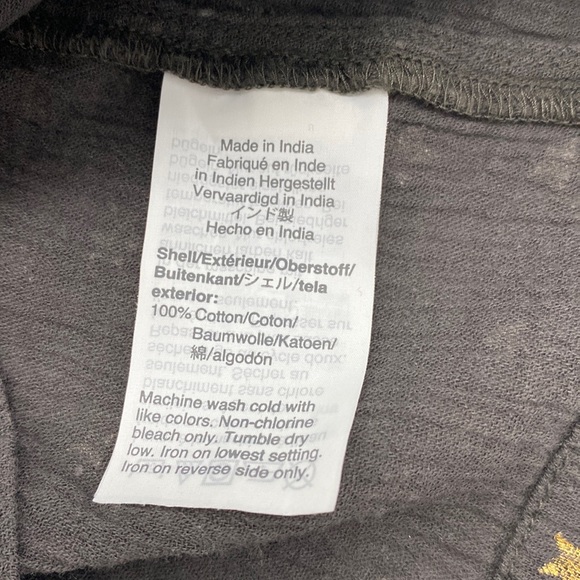 Made in India
Fabriqué en Inde
in Indien Hergestellt
Vervaardigd in India
インド製
Hecho en India
Shell/Extérieur/Oberstoff/
Buitenkant/シェル/tela
exterior:
100% Cotton/Coton/
Baumwolle/Katoen/
綿/algodón
Machine wash cold with
like colors. Non-chlorine
bleach only. Tumble dry
low. Iron on lowest setting.
Iron on reverse side only.